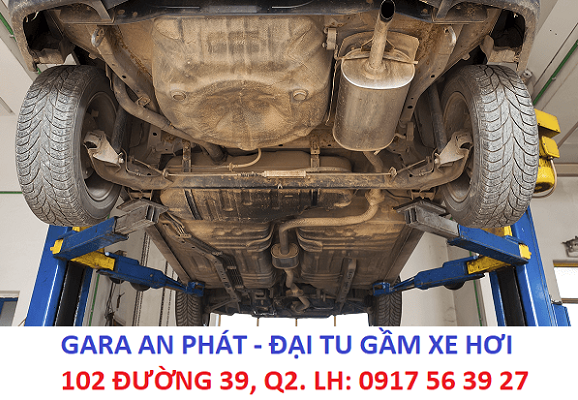 GARA AN PHÁT - ĐẠI TU GẦM XE HƠI
102 ĐƯỜNG 39, Q2. LH: 0917 56 39 27